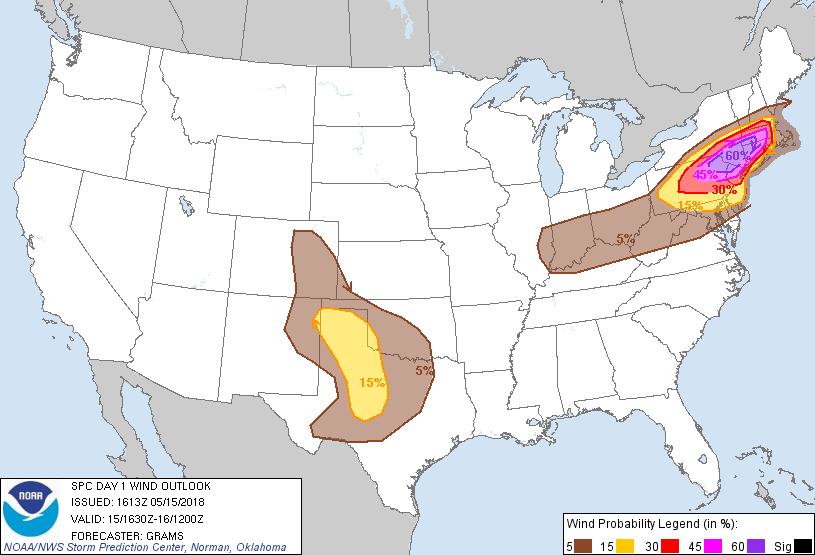 60%
45%
30%
15%
5%
5%
15%
NOAA
SPC DAY 1 WIND OUTLOOK
ISSUED: 1613Z 05/15/2018
VALID: 15/1630Z-16/1200Z
FORECASTER: GRAMS
NOAA/NWS Storm Prediction Center, Norman, Oklahoma
Wind Probability Legend (in %):
5 15 30 45 60 Sig